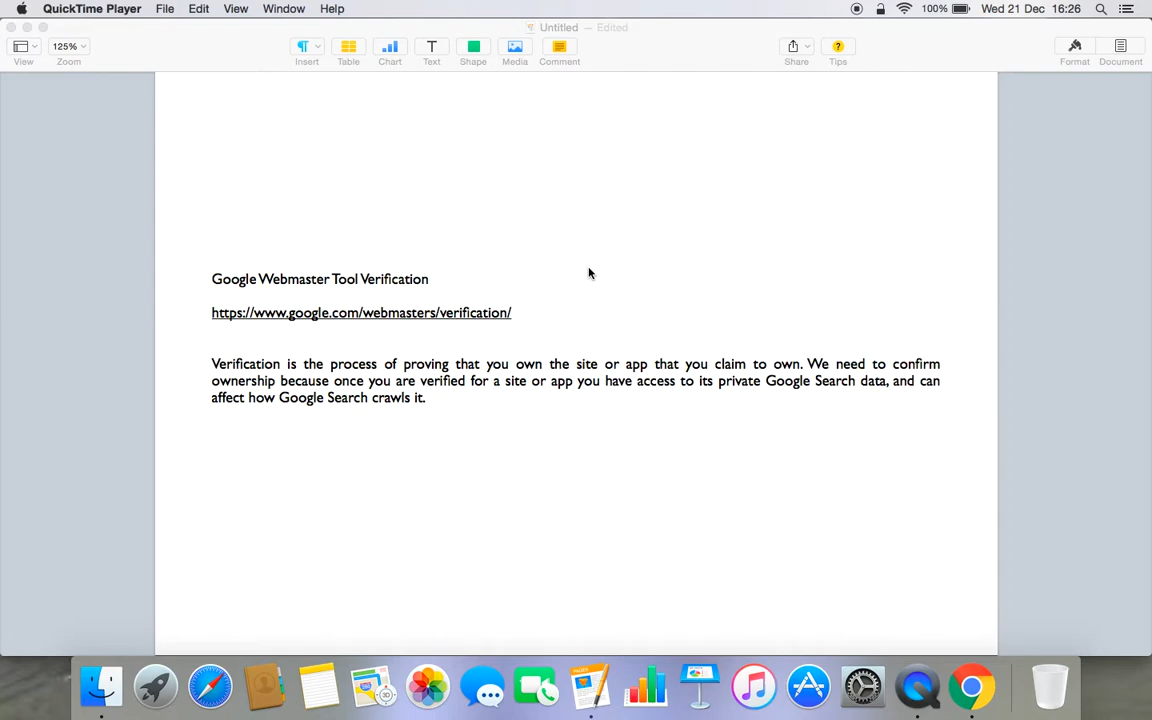 QuickTime Player File Edit View Window Help 100% Wed 21 Dec 16:26
Untitled — Edited
125%
View Zoom Insert Table Chart Text Shape Media Comment Share Tips Format Document
Google Webmaster Tool Verification
https://www.google.com/webmasters/verification/
Verification is the process of proving that you own the site or app that you claim to own. We need to confirm
ownership because once you are verified for a site or app you have access to its private Google Search data, and can
affect how Google Search crawls it.